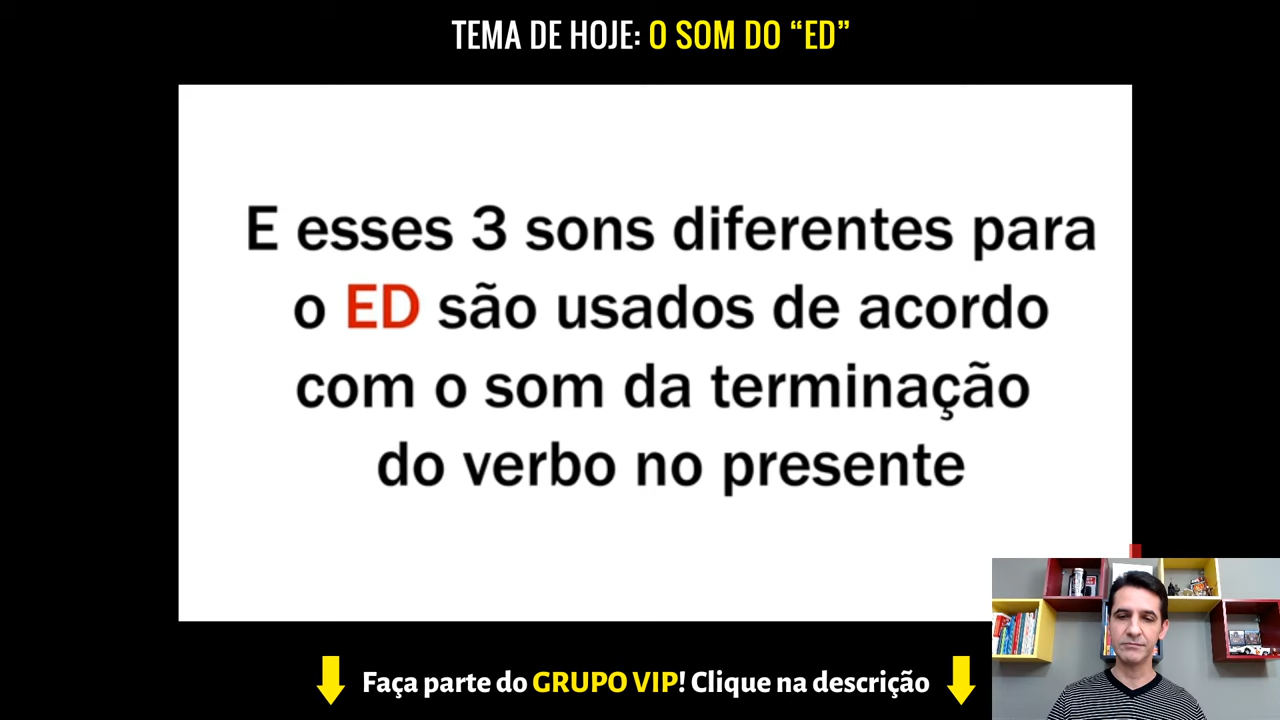 TEMA DE HOJE: O SOM DO “ED”
E esses 3 sons diferentes para
o ED são usados de acordo
com o som da terminação
do verbo no presente
Faça parte do GRUPO VIP! Clique na descrição